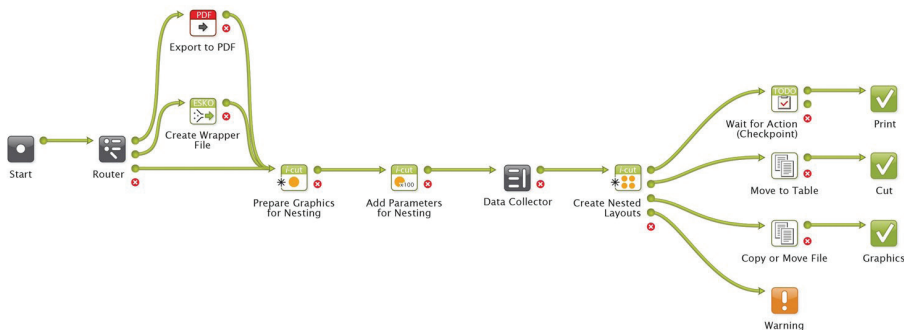 PDF
Export to PDF
ESKO
Create Wrapper
File
Start
Router
i-cut
Prepare Graphics
for Nesting
i-cut
×100
Add Parameters
for Nesting
Data Collector
i-cut
Create Nested
Layouts
TODO
Wait for Action
(Checkpoint)
Print
Move to Table
Cut
Copy or Move File
Graphics
Warning